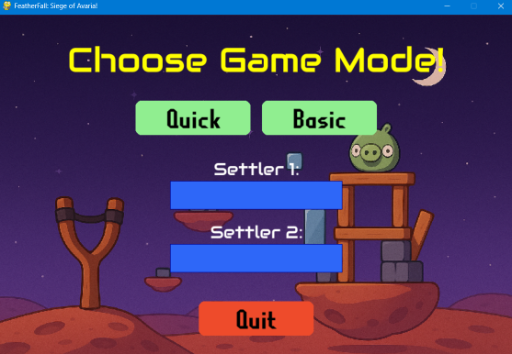 FeatherFall: Siege of Avaria!
Choose Game Mode!
Quick Basic
Settler 1:
Settler 2:
Quit